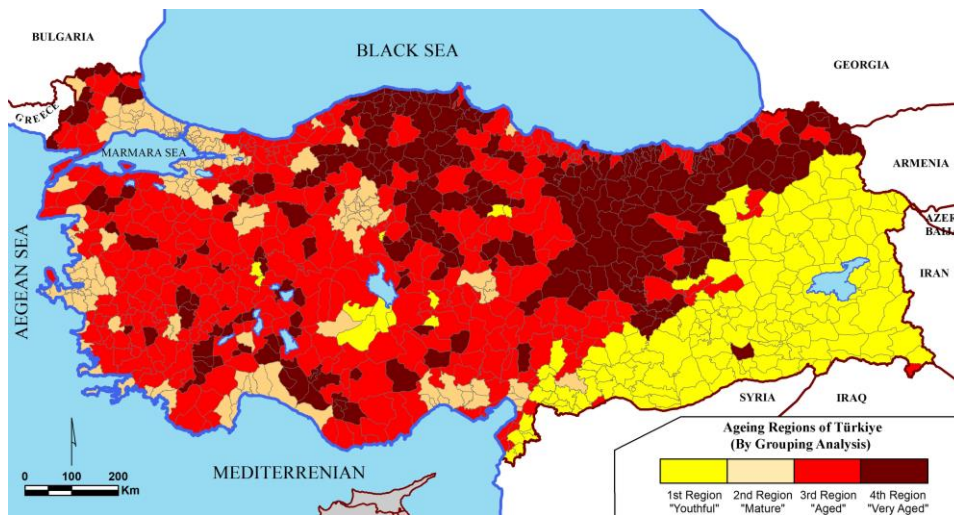 BULGARIA
BLACK SEA
GEORGIA
GREECE
MARMARA SEA
ARMENIA
AZER
BAIJ.
AEGEAN SEA
IRAN
SYRIA
IRAQ
MEDITERRENIAN
0 100 200
Km
Ageing Regions of Türkiye
(By Grouping Analysis)
1st Region
"Youthful"
2nd Region
"Mature"
3rd Region
"Aged"
4th Region
"Very Aged"